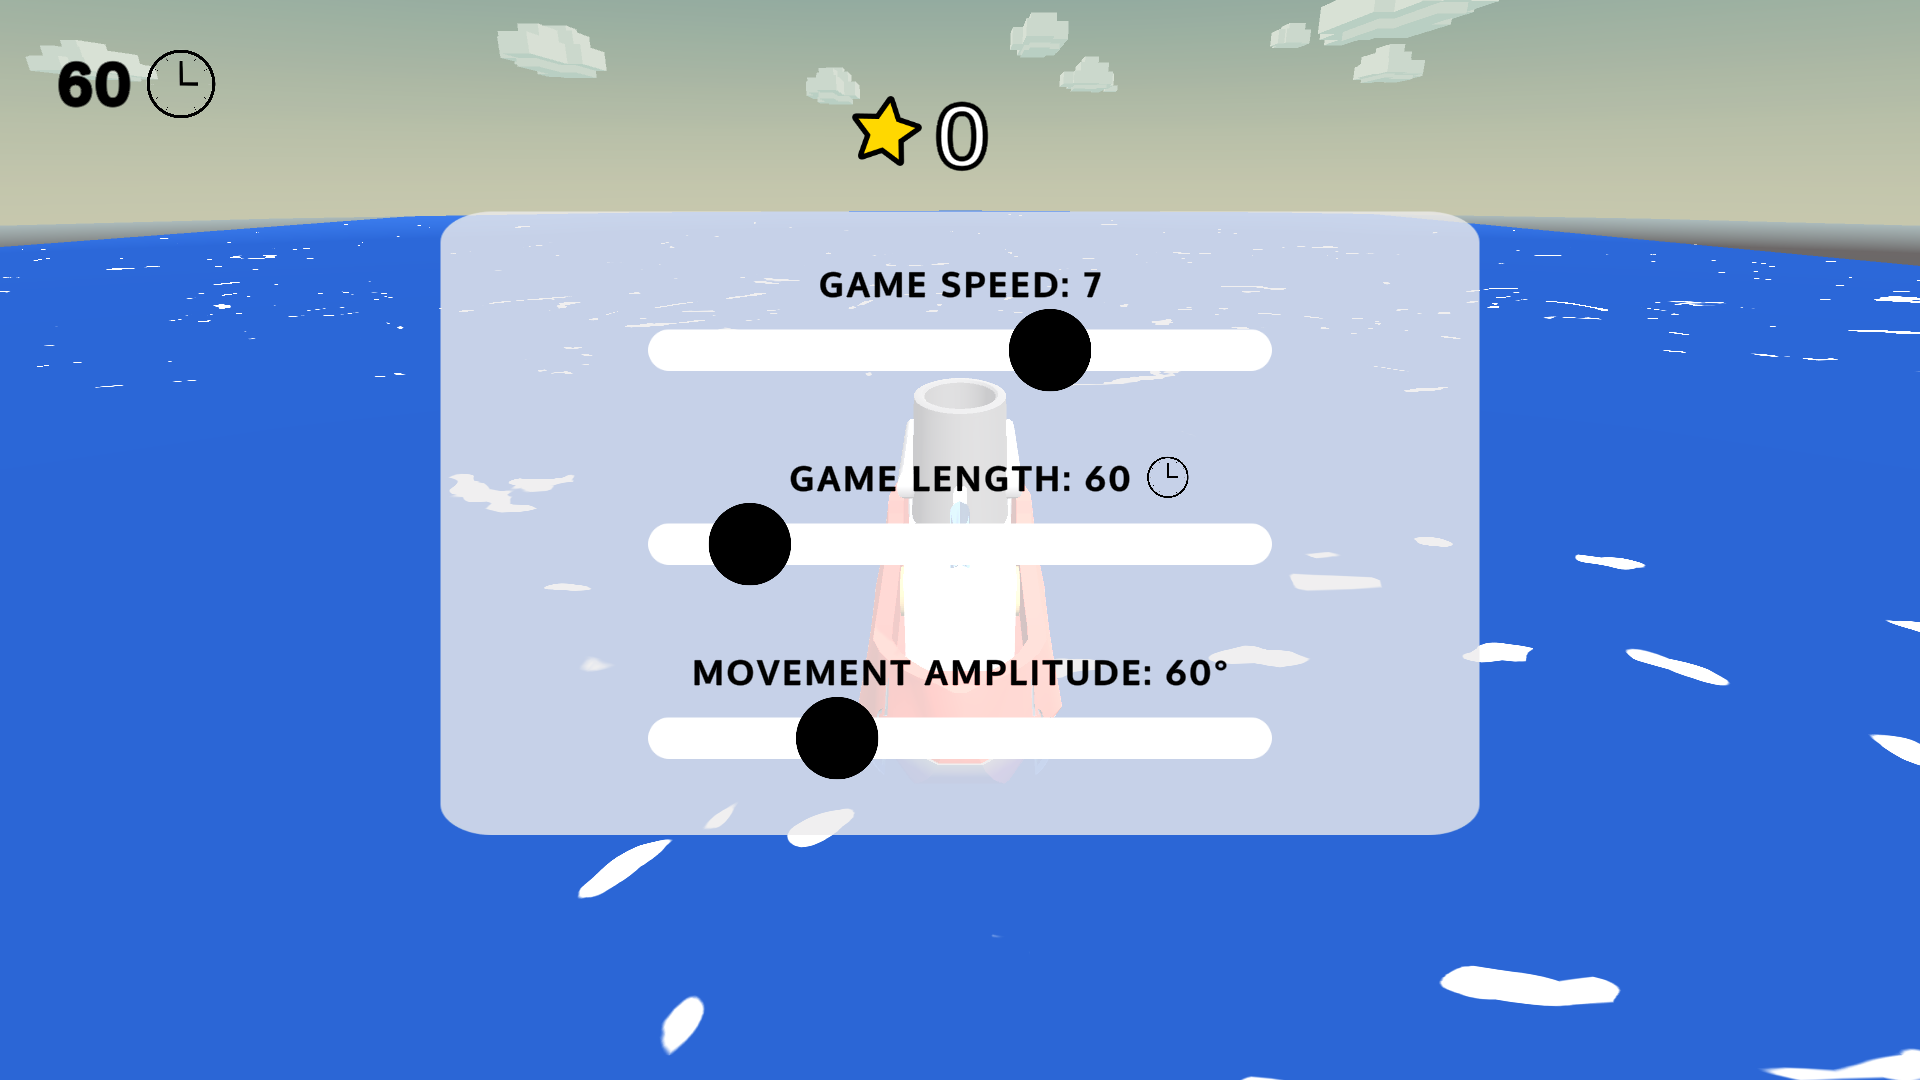 60
0
GAME SPEED: 7
GAME LENGTH: 60
MOVEMENT AMPLITUDE: 60°